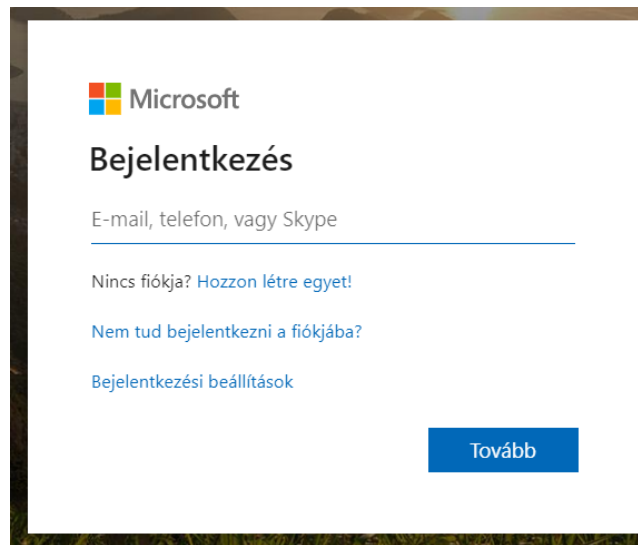 Microsoft
Bejelentkezés
E-mail, telefon, vagy Skype
Nincs fiókja? Hozzon létre egyet!
Nem tud bejelentkezni a fiókjába?
Bejelentkezési beállítások
Tovább